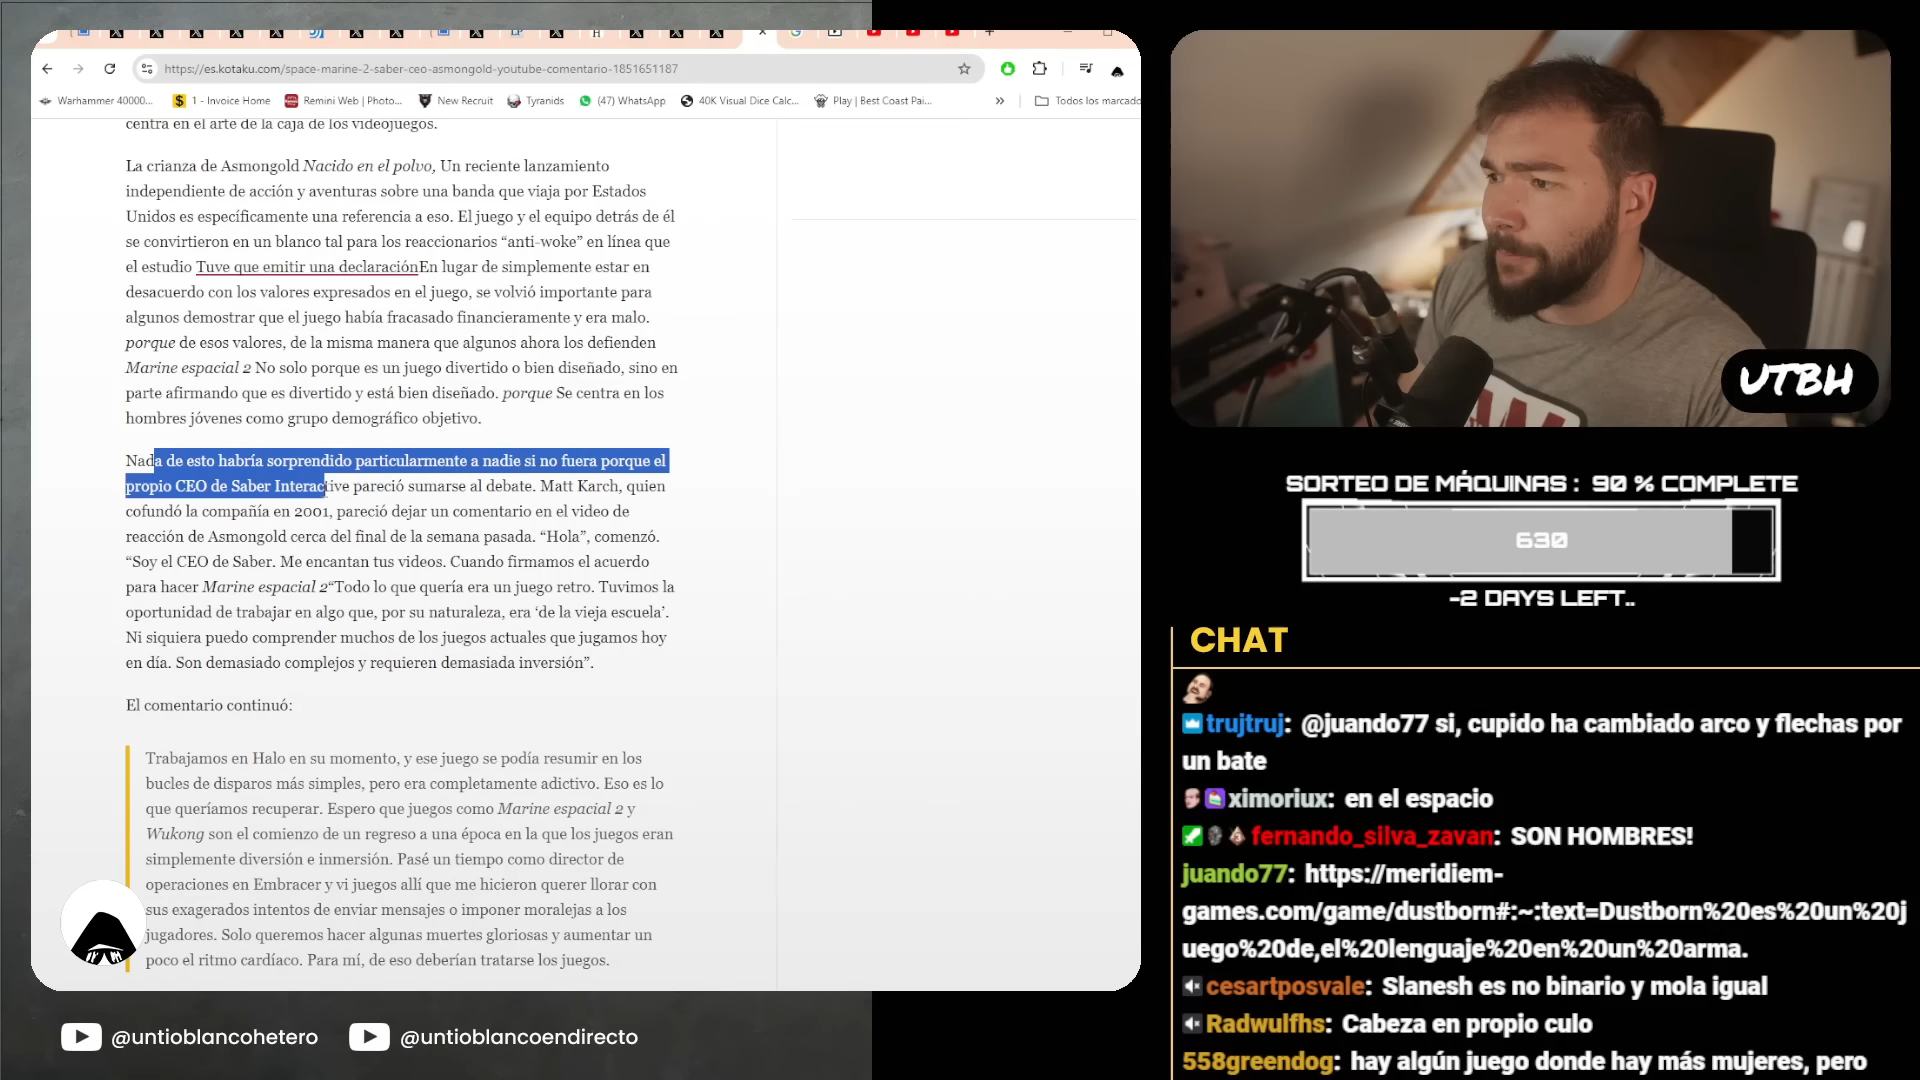 https://es.kotaku.com/space-marine-2-saber-ceo-asmongold-youtube-comentario-1851651187
Warhammer 40000...
1 - Invoice Home
Remini Web | Photo...
New Recruit
Tyranids
(47) WhatsApp
40K Visual Dice Calc...
Play | Best Coast Pai...
»
Todos los marcado
centra en el arte de la caja de los videojuegos.
La crianza de Asmongold Nacido en el polvo, Un reciente lanzamiento
independiente de acción y aventuras sobre una banda que viaja por Estados
Unidos es específicamente una referencia a eso. El juego y el equipo detrás de él
se convirtieron en un blanco tal para los reaccionarios “anti-woke” en línea que
el estudio Tuve que emitir una declaraciónEn lugar de simplemente estar en
desacuerdo con los valores expresados en el juego, se volvió importante para
algunos demostrar que el juego había fracasado financieramente y era malo.
porque de esos valores, de la misma manera que algunos ahora los defienden
Marine espacial 2 No solo porque es un juego divertido o bien diseñado, sino en
parte afirmando que es divertido y está bien diseñado. porque Se centra en los
hombres jóvenes como grupo demográfico objetivo.
Nada de esto habría sorprendido particularmente a nadie si no fuera porque el
propio CEO de Saber Interactive pareció sumarse al debate. Matt Karch, quien
cofundó la compañía en 2001, pareció dejar un comentario en el video de
reacción de Asmongold cerca del final de la semana pasada. “Hola”, comenzó.
“Soy el CEO de Saber. Me encantan tus videos. Cuando firmamos el acuerdo
para hacer Marine espacial 2“Todo lo que quería era un juego retro. Tuvimos la
oportunidad de trabajar en algo que, por su naturaleza, era ‘de la vieja escuela’.
Ni siquiera puedo comprender muchos de los juegos actuales que jugamos hoy
en día. Son demasiado complejos y requieren demasiada inversión”.
El comentario continuó:
Trabajamos en Halo en su momento, y ese juego se podía resumir en los
bucles de disparos más simples, pero era completamente adictivo. Eso es lo
que queríamos recuperar. Espero que juegos como Marine espacial 2 y
Wukong son el comienzo de un regreso a una época en la que los juegos eran
simplemente diversión e inmersión. Pasé un tiempo como director de
operaciones en Embracer y vi juegos allí que me hicieron querer llorar con
sus exagerados intentos de enviar mensajes o imponer moralejas a los
jugadores. Solo queremos hacer algunas muertes gloriosas y aumentar un
poco el ritmo cardíaco. Para mí, de eso deberían tratarse los juegos.
@untioblancohetero
@untioblancoendirecto
UTBH
SORTEO DE MÁQUINAS : 90 % COMPLETE
630
-2 DAYS LEFT..
CHAT
trujtruj: @juando77 si, cupido ha cambiado arco y flechas por
un bate
ximoriux: en el espacio
fernando_silva_zavan: SON HOMBRES!
juando77: https://meridiem-
games.com/game/dustborn#:~:text=Dustborn%20es%20un%20j
uego%20de,el%20lenguaje%20en%20un%20arma.
cesartposvale: Slanesh es no binario y mola igual
Radwulfhs: Cabeza en propio culo
558greendog: hay algún juego donde hay más mujeres, pero